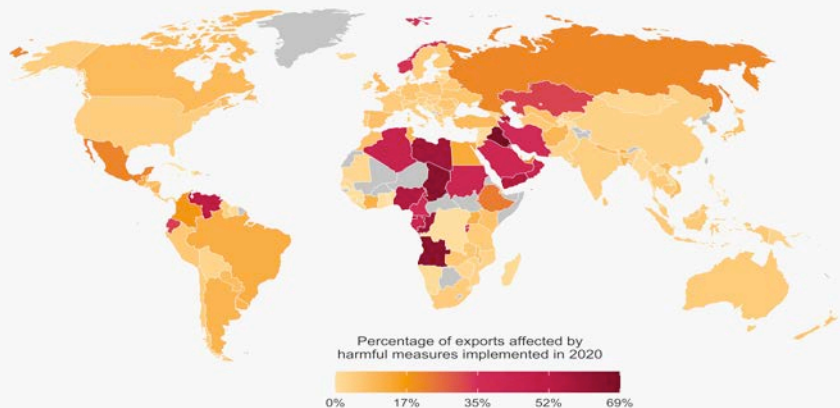 Percentage of exports affected by
harmful measures implemented in 2020
0% 17% 35% 52% 69%